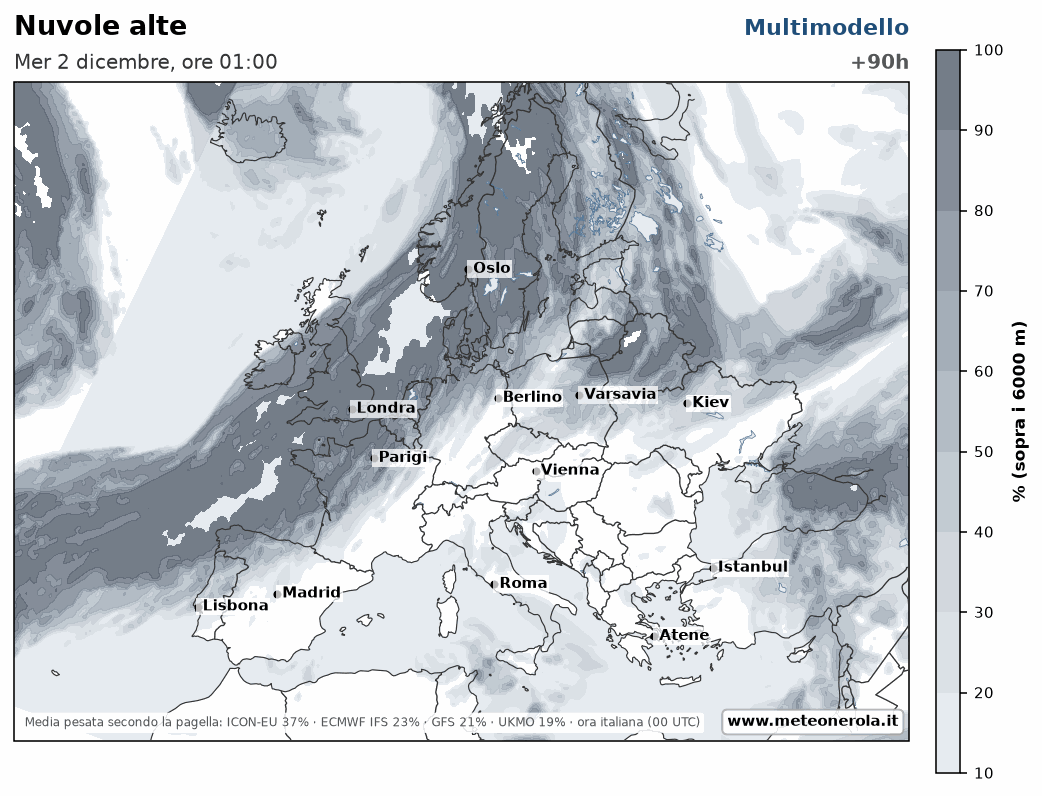 Nuvole alte
Multimodello
Mer 2 dicembre, ore 01:00
+90h
100
90
80
70
60
50
40
30
20
10
% (sopra i 6000 m)
Oslo
Londra
Berlino
Varsavia
Kiev
Parigi
Vienna
Istanbul
Roma
Madrid
Lisbona
Atene
Media pesata secondo la pagella: ICON-EU 37% · ECMWF IFS 23% · GFS 21% · UKMO 19% · ora italiana (00 UTC)
www.meteonerola.it